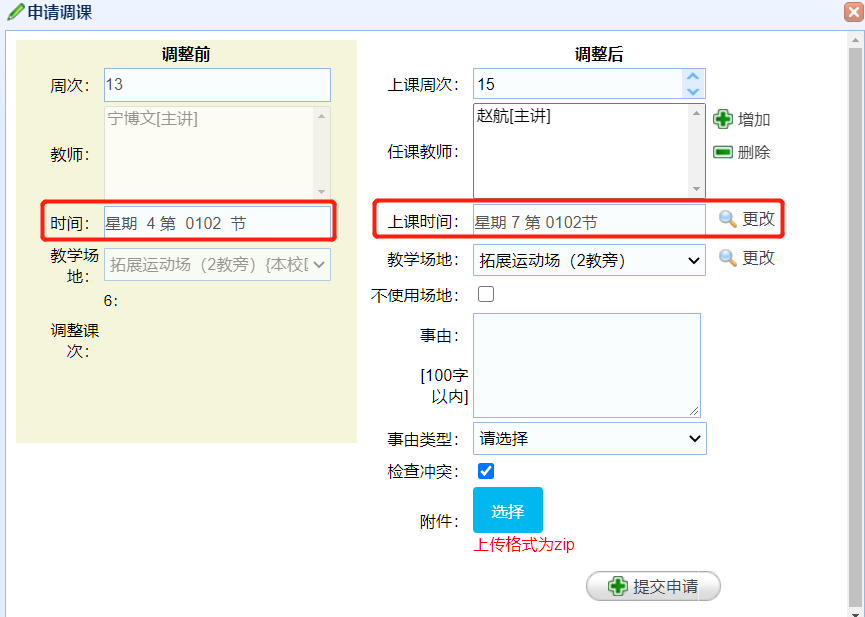 申请调课
调整前
周次： 13
教师： 宁博文[主讲]
时间： 星期 4 第 0102 节
教学场地： 拓展运动场（2教旁）{本校区
6:
调整课次：
调整后
上课周次： 15
任课教师： 赵航[主讲]
增加
删除
上课时间： 星期 7 第 0102节 更改
教学场地： 拓展运动场（2教旁） 更改
不使用场地：
事由：
[100字以内]
事由类型： 请选择
检查冲突：
附件： 选择
上传格式为zip
提交申请